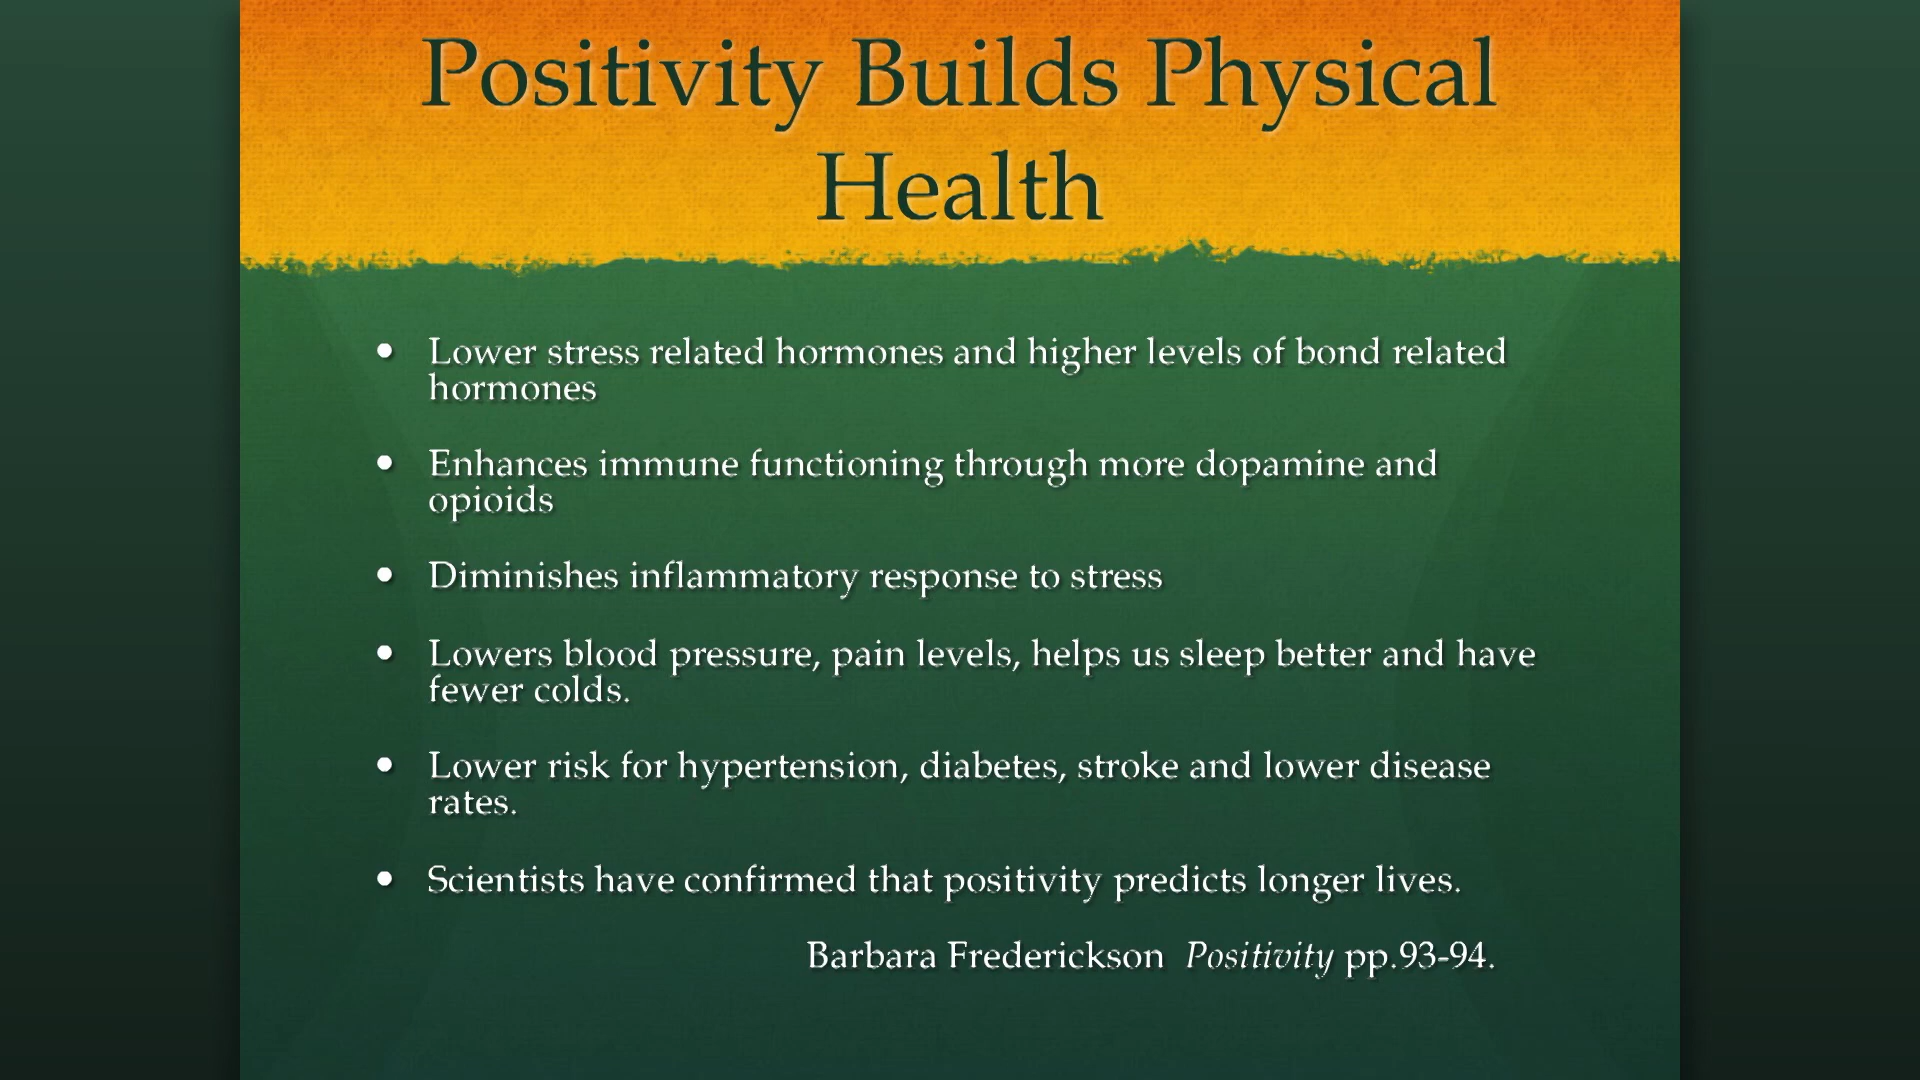 Positivity Builds Physical
Health
• Lower stress related hormones and higher levels of bond related
hormones
• Enhances immune functioning through more dopamine and
opioids
• Diminishes inflammatory response to stress
• Lowers blood pressure, pain levels, helps us sleep better and have
fewer colds.
• Lower risk for hypertension, diabetes, stroke and lower disease
rates.
• Scientists have confirmed that positivity predicts longer lives.
Barbara Frederickson Positivity pp.93-94.